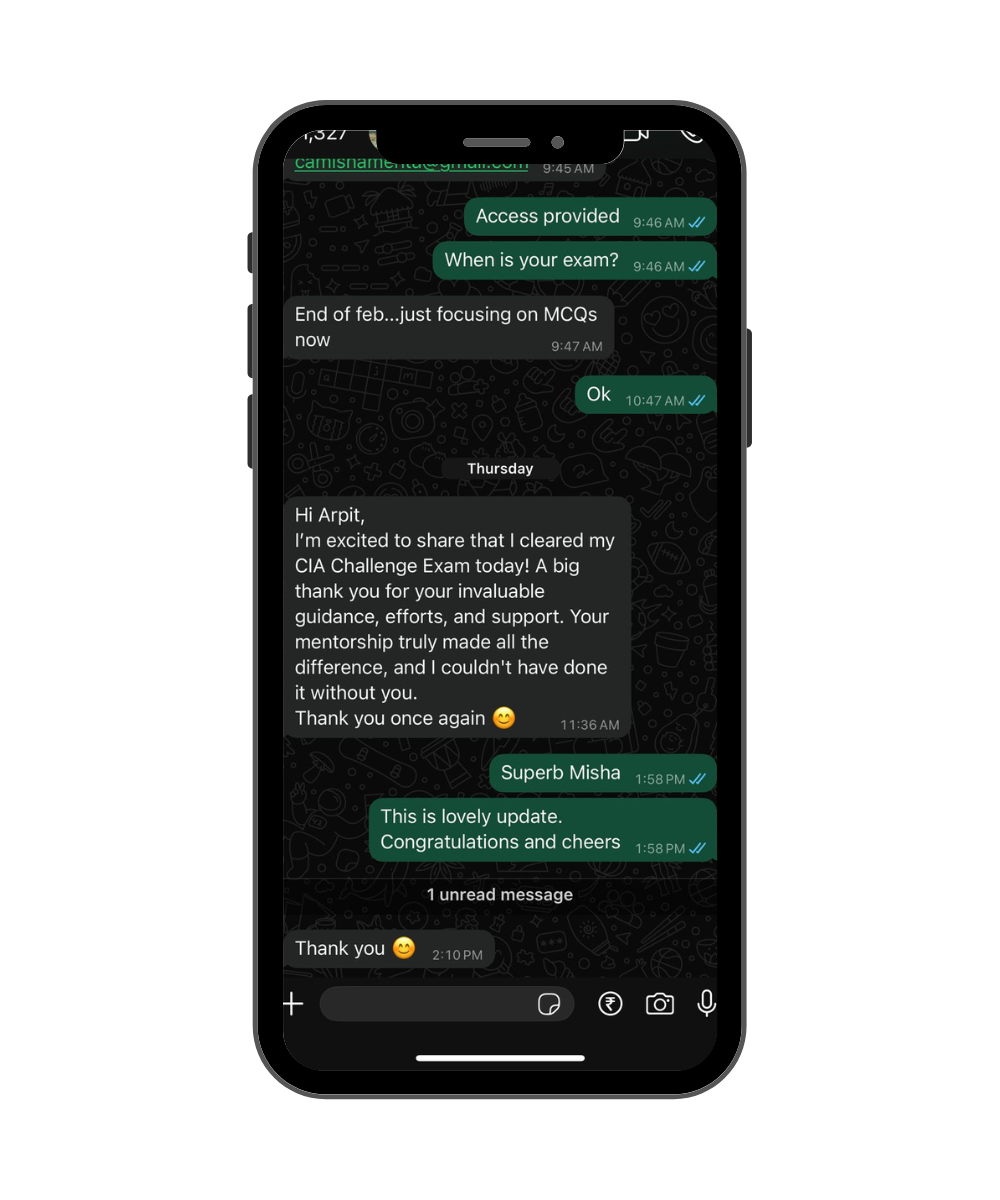 1,327
9:45 AM
Access provided 9:46 AM
When is your exam? 9:46 AM
End of feb...just focusing on MCQs
now 9:47 AM
Ok 10:47 AM
Thursday
Hi Arpit,
I'm excited to share that I cleared my
CIA Challenge Exam today! A big
thank you for your invaluable
guidance, efforts, and support. Your
mentorship truly made all the
difference, and I couldn't have done
it without you.
Thank you once again 😊 11:36 AM
Superb Misha 1:58 PM
This is lovely update.
Congratulations and cheers 1:58 PM
1 unread message
Thank you 😊 2:10 PM